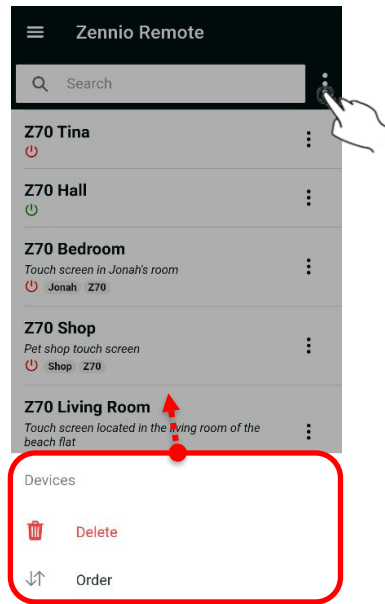 Zennio Remote
Search
Z70 Tina
Z70 Hall
Z70 Bedroom
Touch screen in Jonah's room
Jonah Z70
Z70 Shop
Pet shop touch screen
Shop Z70
Z70 Living Room
Touch screen located in the living room of the
beach flat
Devices
Delete
Order